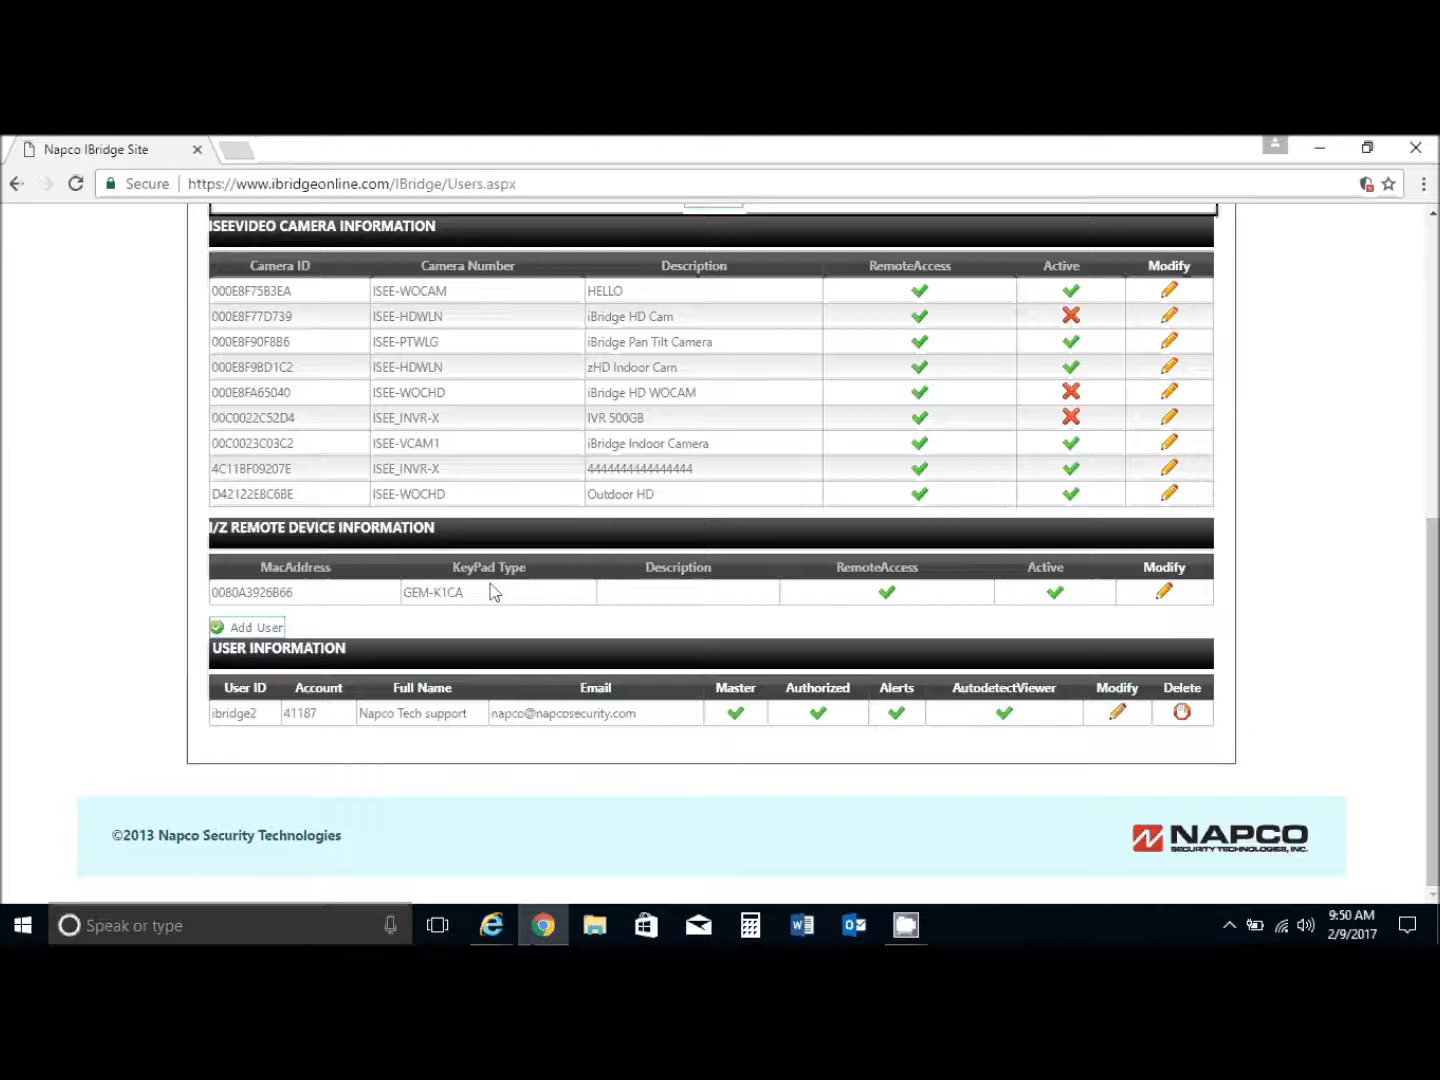 Napco IBridge Site
Secure https://www.ibridgeonline.com/IBridge/Users.aspx
ISEEVIDEO CAMERA INFORMATION
Camera ID Camera Number Description RemoteAccess Active Modify
000E8F75B3EA ISEE-WOCAM HELLO
000E8F77D739 ISEE-HDWLN iBridge HD Cam
000E8F90F8B6 ISEE-PTWLG iBridge Pan Tilt Camera
000E8F9BD1C2 ISEE-HDWLN zHD Indoor Cam
000E8FA65040 ISEE-WOCHD iBridge HD WOCAM
00C0022C52D4 ISEE_INVR-X IVR 500GB
00C0023C03C2 ISEE-VCAM1 iBridge Indoor Camera
4C11BF09207E ISEE_INVR-X 4444444444444444
D42122E8C6BE ISEE-WOCHD Outdoor HD
I/Z REMOTE DEVICE INFORMATION
MacAddress KeyPad Type Description RemoteAccess Active Modify
0080A3926B66 GEM-K1CA
Add User
USER INFORMATION
User ID Account Full Name Email Master Authorized Alerts AutodetectViewer Modify Delete
ibridge2 41187 Napco Tech support napco@napcosecurity.com
©2013 Napco Security Technologies
NAPCO
SECURITY TECHNOLOGIES, INC.
Speak or type
9:50 AM
2/9/2017